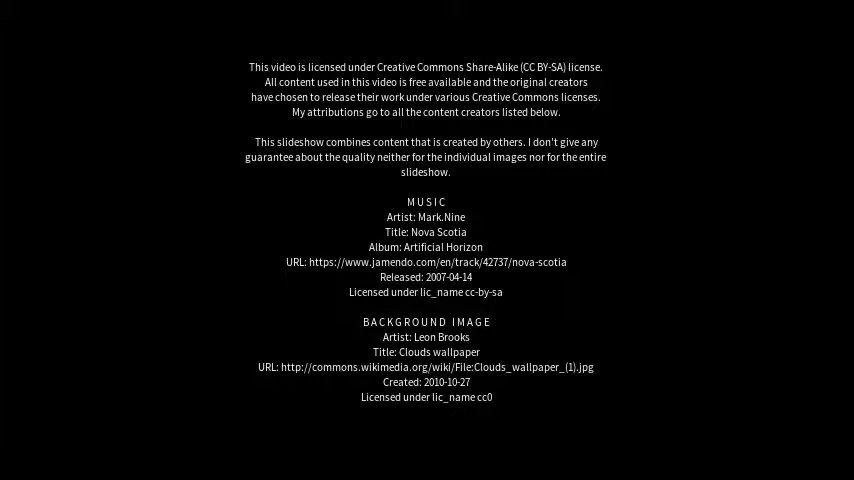 This video is licensed under Creative Commons Share-Alike (CC BY-SA) license.
All content used in this video is free available and the original creators
have chosen to release their work under various Creative Commons licenses.
My attributions go to all the content creators listed below.
This slideshow combines content that is created by others. I don't give any
guarantee about the quality neither for the individual images nor for the entire
slideshow.
MUSIC
Artist: Mark.Nine
Title: Nova Scotia
Album: Artificial Horizon
URL: https://www.jamendo.com/en/track/42737/nova-scotia
Released: 2007-04-14
Licensed under lic_name cc-by-sa
BACKGROUND IMAGE
Artist: Leon Brooks
Title: Clouds wallpaper
URL: http://commons.wikimedia.org/wiki/File:Clouds_wallpaper_(1).jpg
Created: 2010-10-27
Licensed under lic_name cc0